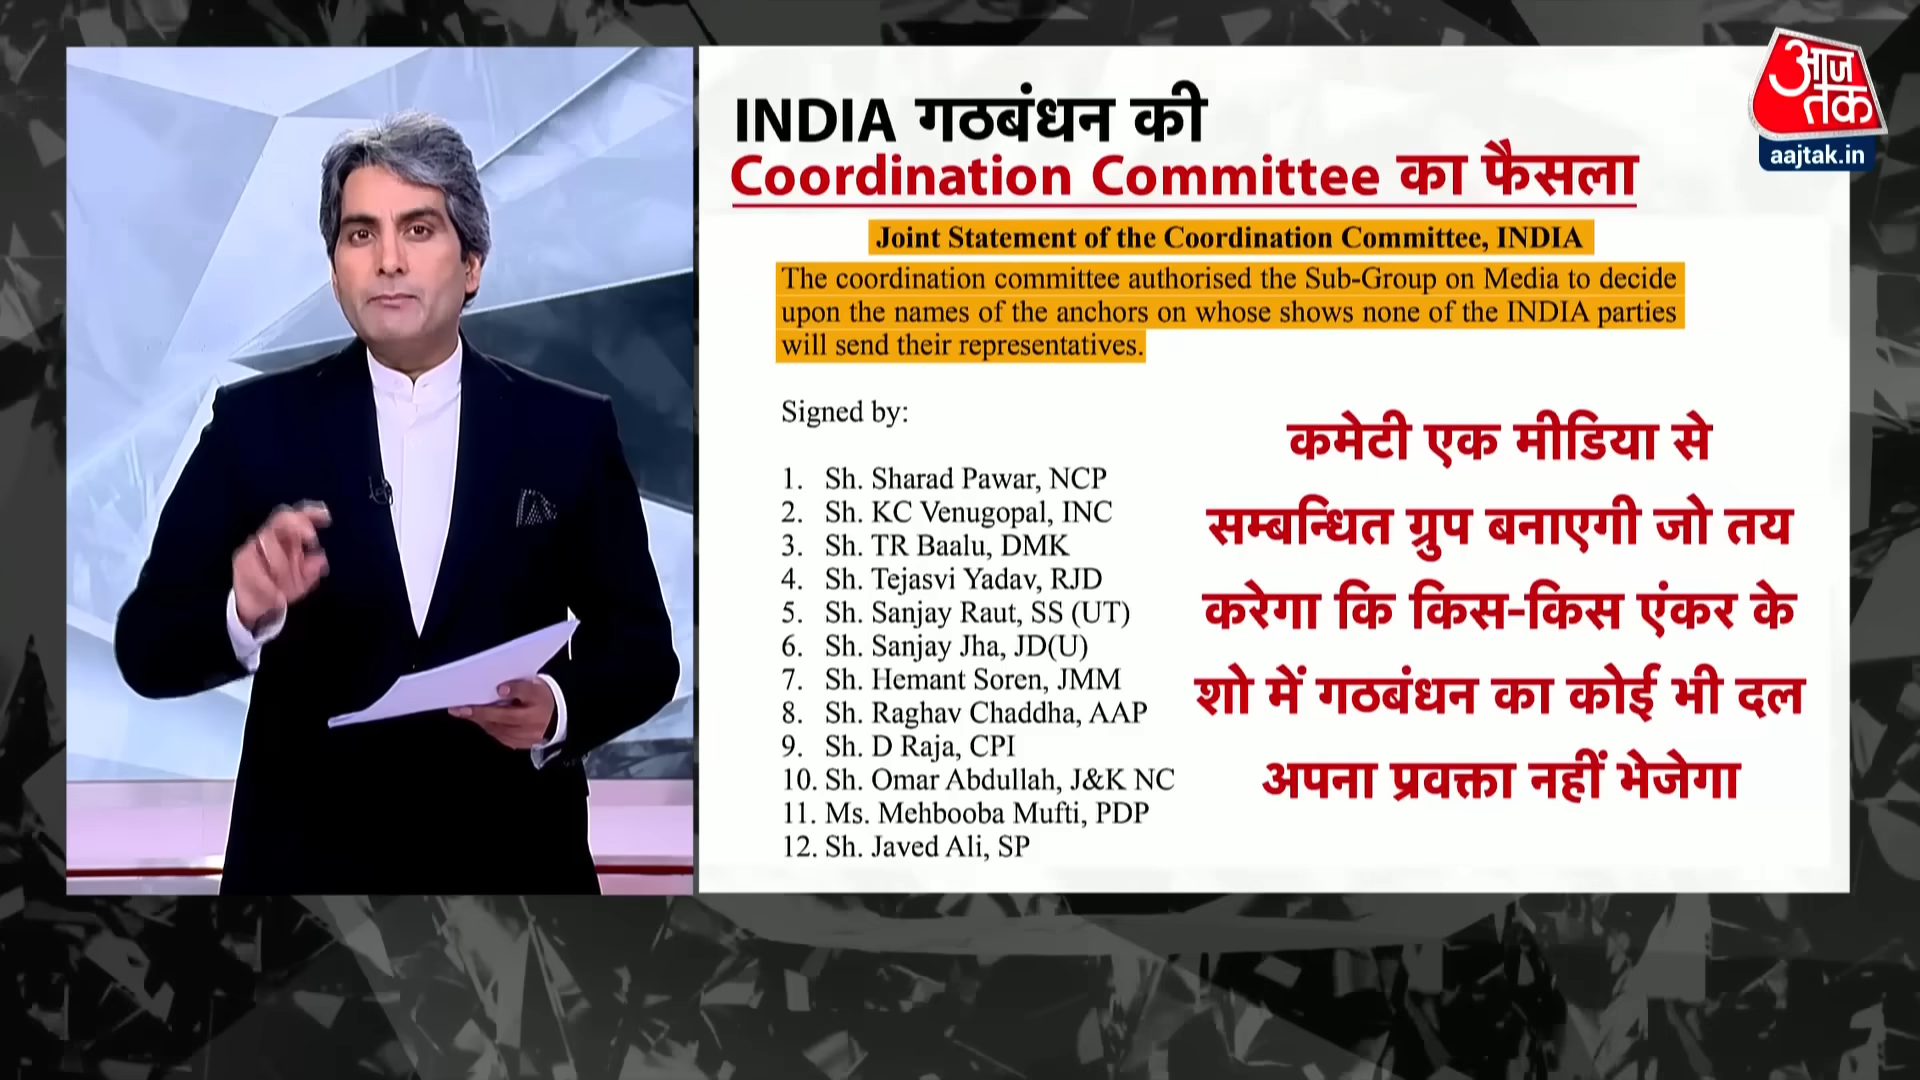 INDIA गठबंधन की
Coordination Committee का फैसला
आज
तक
aajtak.in
Joint Statement of the Coordination Committee, INDIA
The coordination committee authorised the Sub-Group on Media to decide
upon the names of the anchors on whose shows none of the INDIA parties
will send their representatives.
Signed by:
1. Sh. Sharad Pawar, NCP
2. Sh. KC Venugopal, INC
3. Sh. TR Baalu, DMK
4. Sh. Tejasvi Yadav, RJD
5. Sh. Sanjay Raut, SS (UT)
6. Sh. Sanjay Jha, JD(U)
7. Sh. Hemant Soren, JMM
8. Sh. Raghav Chaddha, AAP
9. Sh. D Raja, CPI
10. Sh. Omar Abdullah, J&K NC
11. Ms. Mehbooba Mufti, PDP
12. Sh. Javed Ali, SP
कमेटी एक मीडिया से
सम्बन्धित ग्रुप बनाएगी जो तय
करेगा कि किस-किस एंकर के
शो में गठबंधन का कोई भी दल
अपना प्रवक्ता नहीं भेजेगा